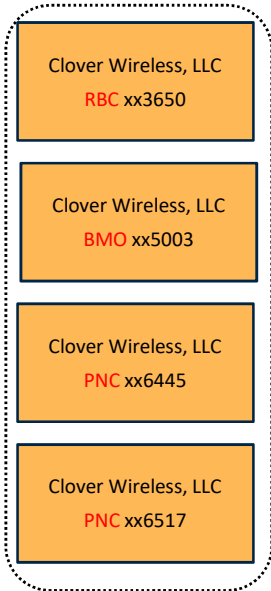 Clover Wireless, LLC
RBC xx3650
Clover Wireless, LLC
BMO xx5003
Clover Wireless, LLC
PNC xx6445
Clover Wireless, LLC
PNC xx6517